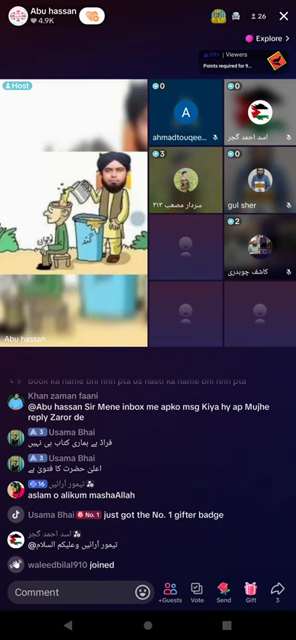 Abu hassan
4.9K
26
Explore >
Viewers
Points required for 9...
Host
0
ahmadtouqee...
A
0
اسد احمد گجر
3
سردار مصعب ۳۱۳
0
gul sher
2
کاشف چوہدری
Abu hassan
book ka name bhi nhn pta us hasti ka name bhi nhn pta
Khan zaman faani
@Abu hassan Sir Mene inbox me apko msg Kiya hy ap Mujhe
reply Zaror de
3 Usama Bhai
فراڈ ہے ہماری کتاب ہی نہیں
3 Usama Bhai
اعلیٰ حضرت کا فتویٰ ہے
16 تیمور آرائیں
aslam o alikum mashaAllah
Usama Bhai No. 1 just got the No. 1 gifter badge
اسد احمد گجر
@تیمور آرائیں وعلیکم السلام
waleedbilal910 joined
Comment
+Guests
Vote
Send
Gift
3